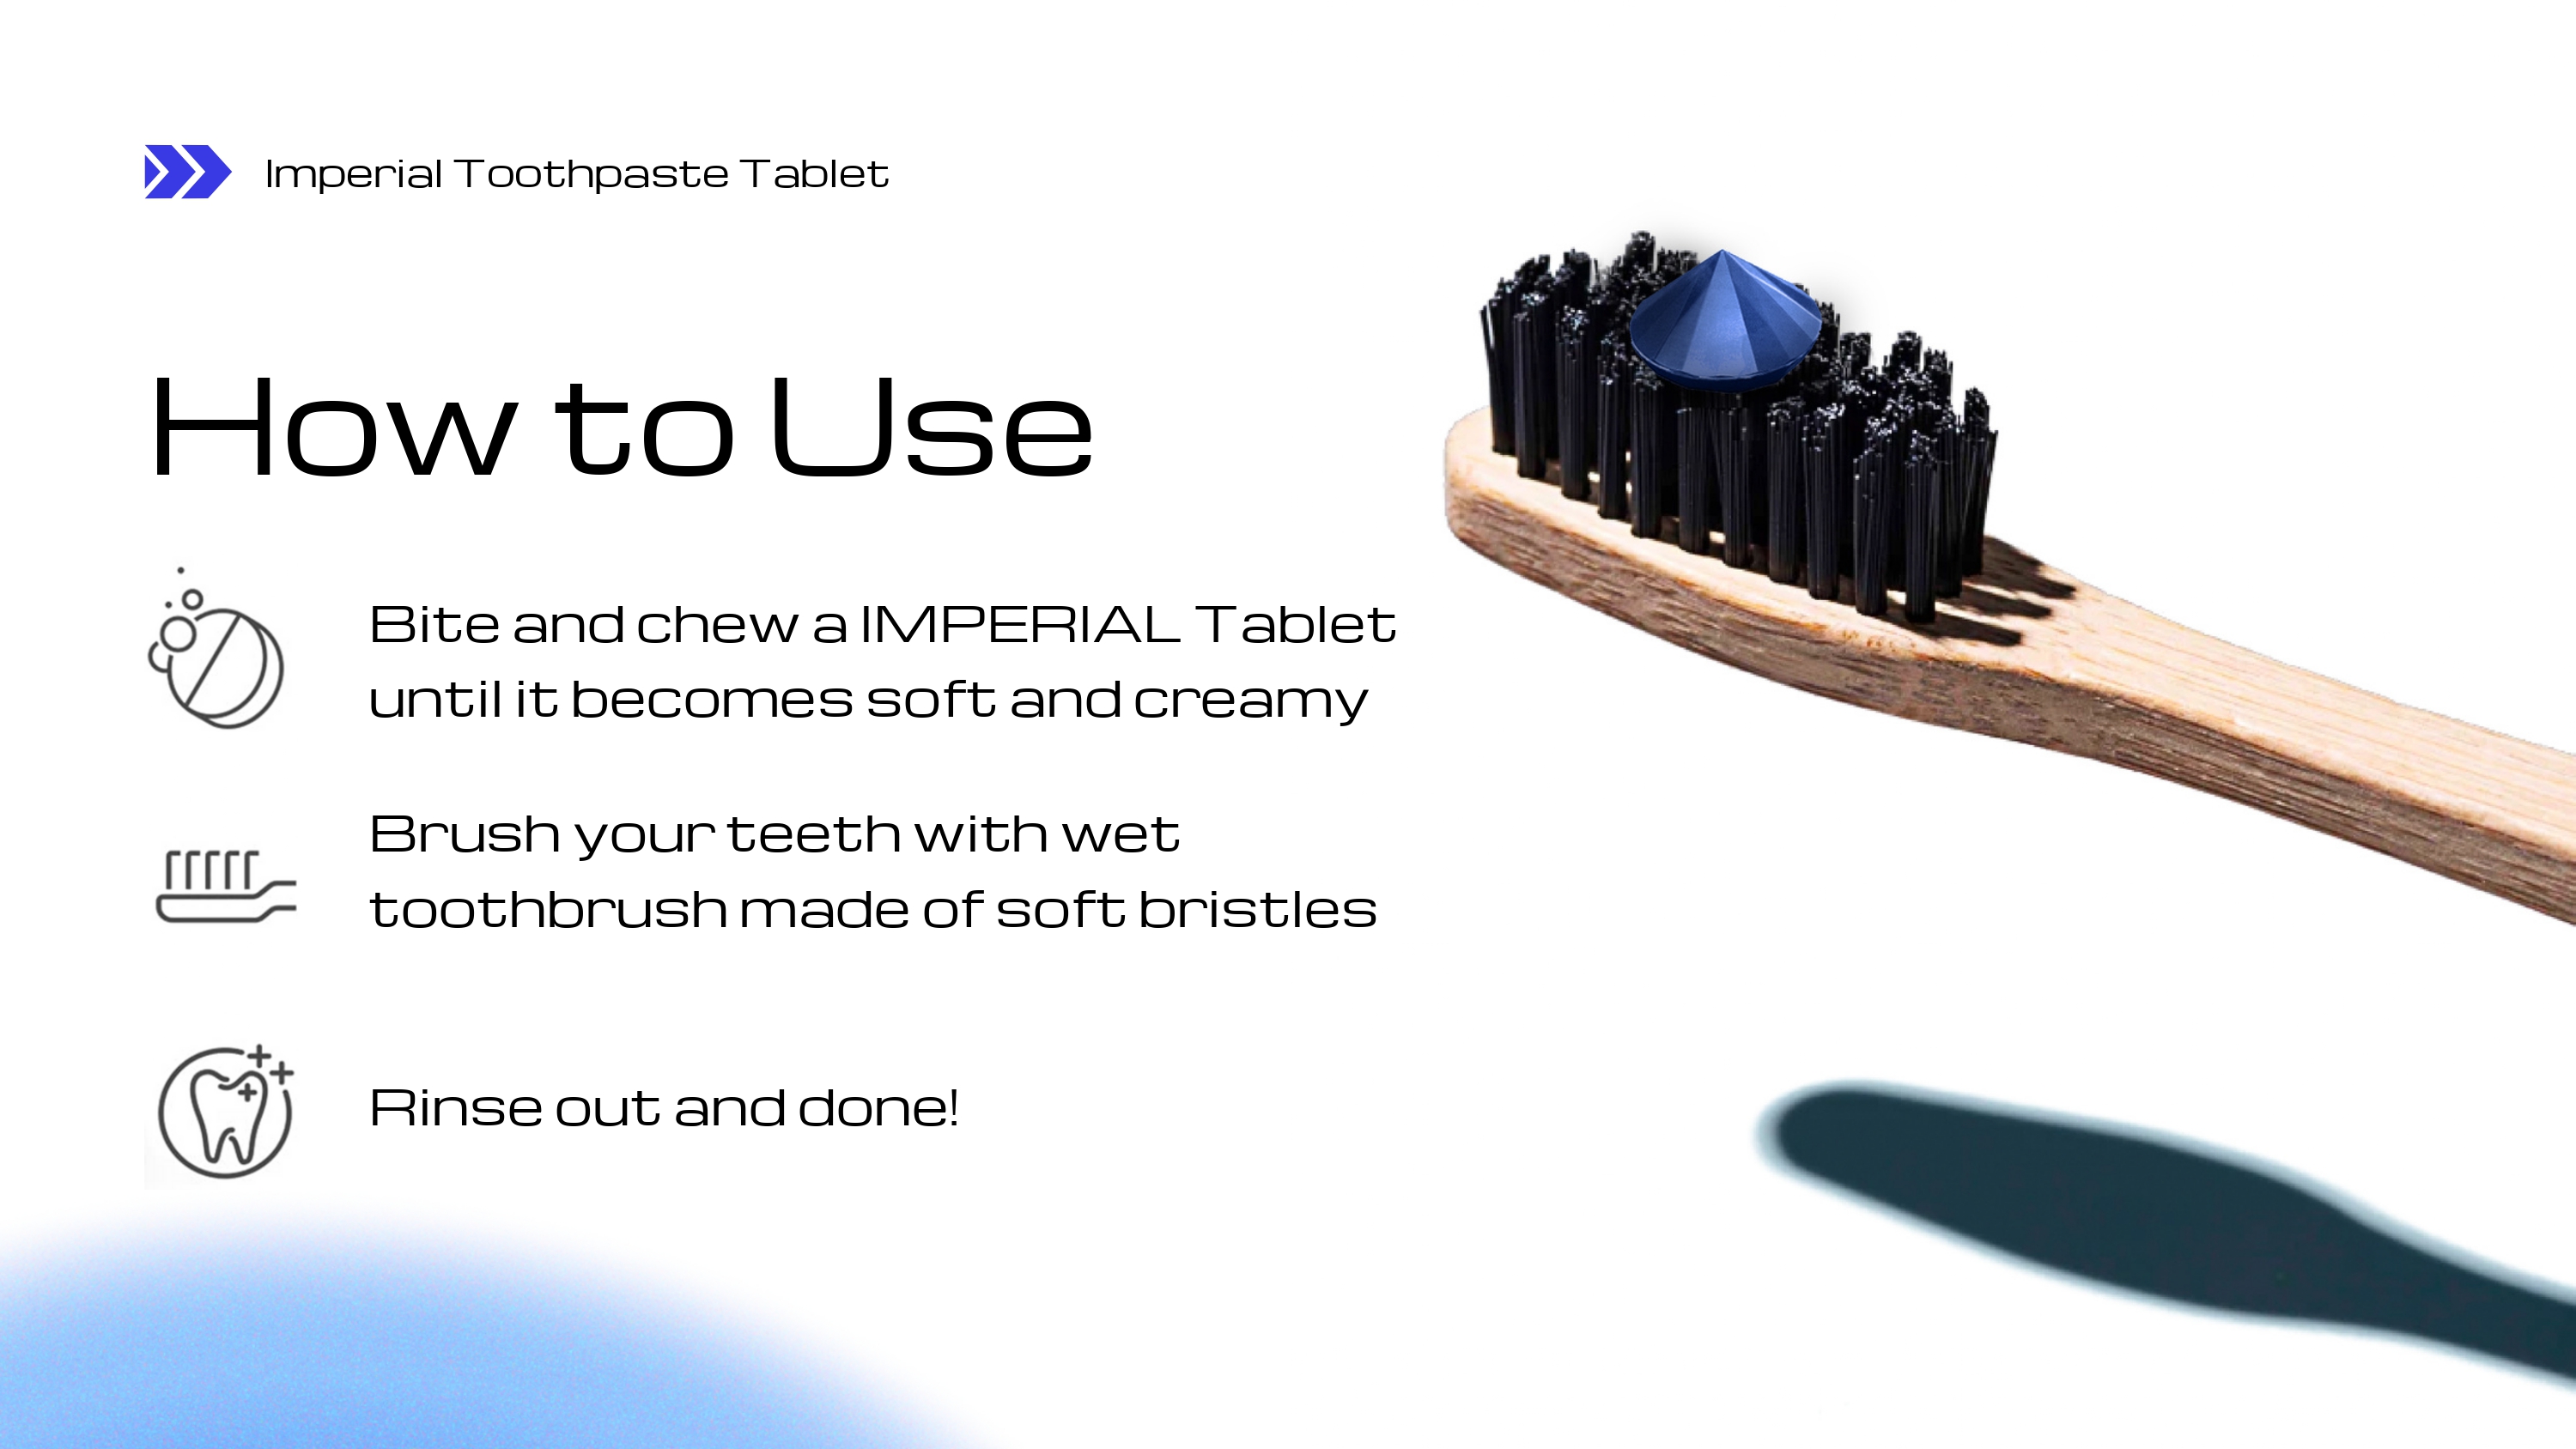 Imperial Toothpaste Tablet
How to Use
Bite and chew a IMPERIAL Tablet
until it becomes soft and creamy
Brush your teeth with wet
toothbrush made of soft bristles
Rinse out and done!